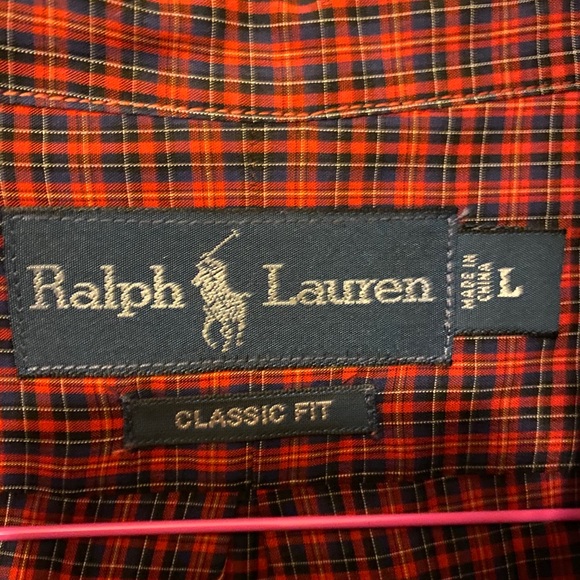 Ralph Lauren
MADE IN
CHINA
L
CLASSIC FIT